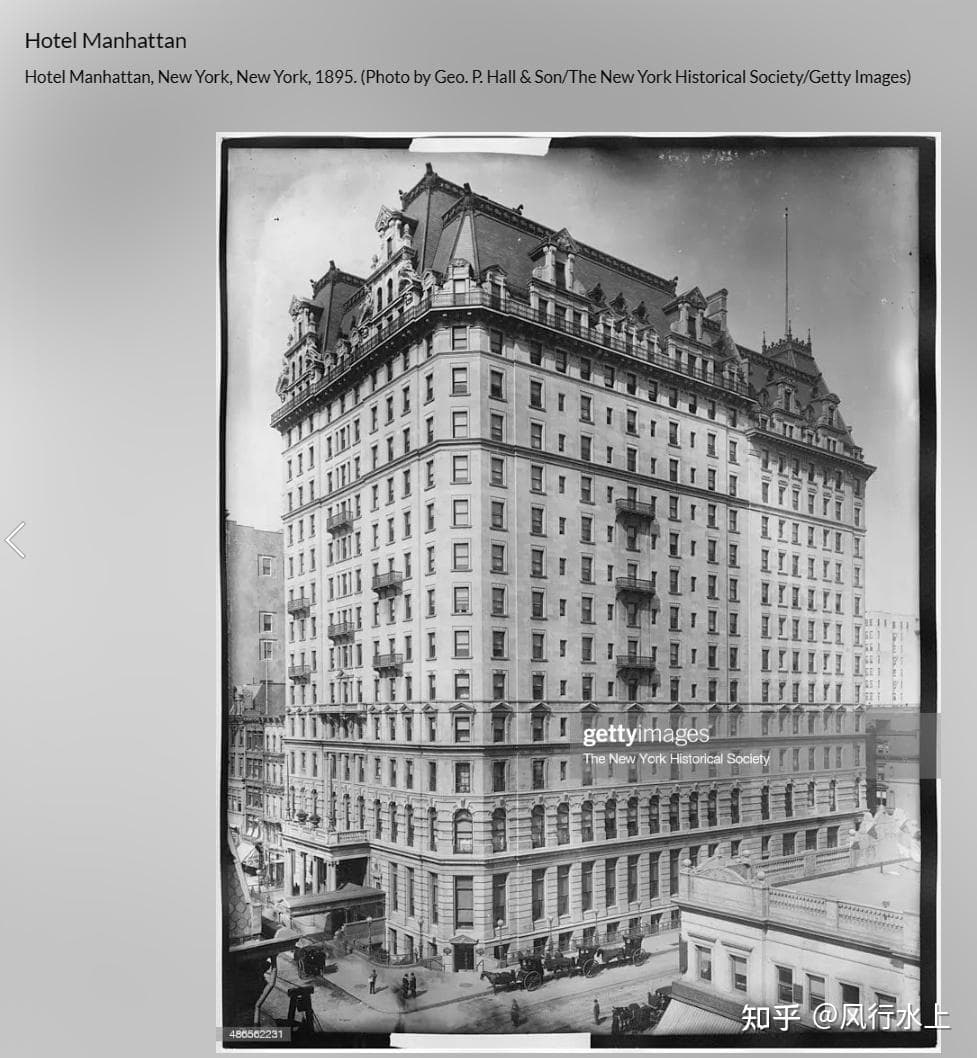 Hotel Manhattan
Hotel Manhattan, New York, New York, 1895. (Photo by Geo. P. Hall & Son/The New York Historical Society/Getty Images)
gettyimages
The New York Historical Society
知乎 @风行水上
486562231